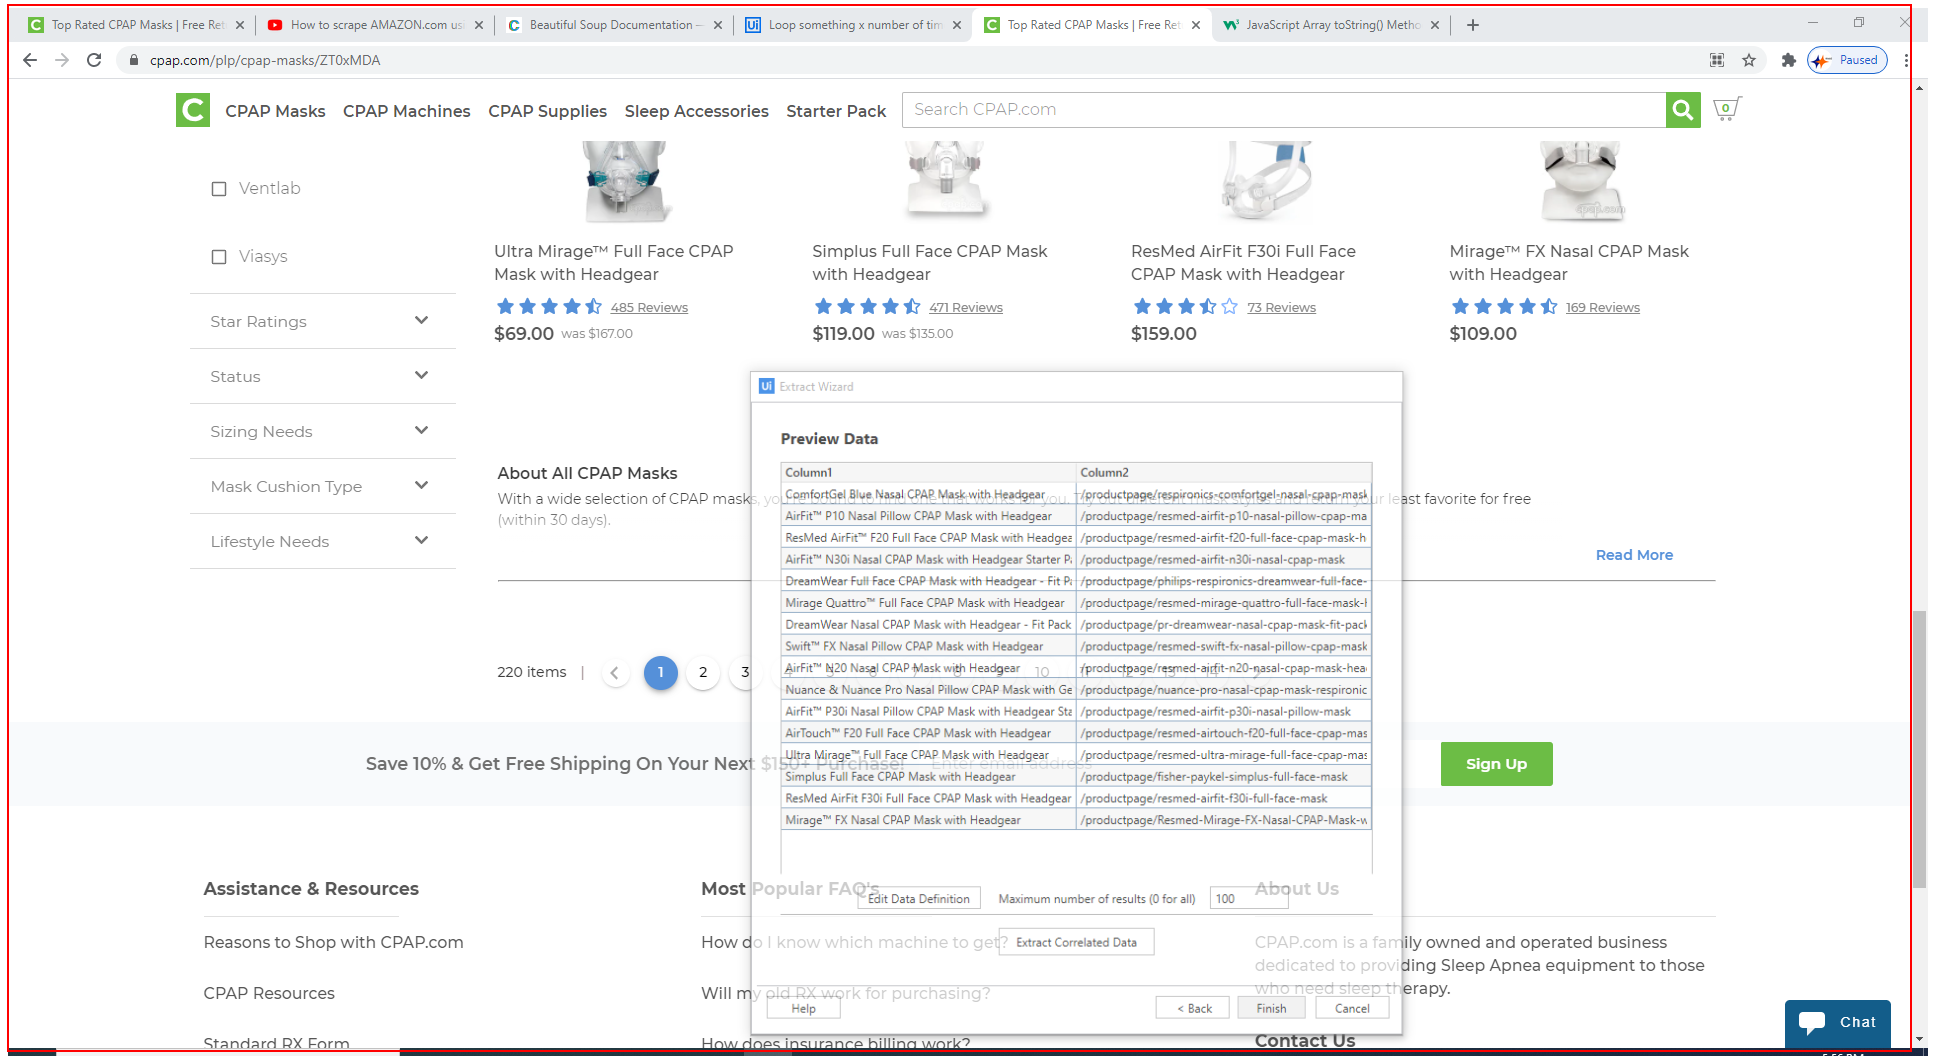 Top Rated CPAP Masks | Free Ret
How to scrape AMAZON.com usi
Beautiful Soup Documentation —
Loop something x number of tim
Top Rated CPAP Masks | Free Ret
JavaScript Array toString() Metho
cpap.com/plp/cpap-masks/ZT0xMDA
Paused
C CPAP Masks CPAP Machines CPAP Supplies Sleep Accessories Starter Pack
Search CPAP.com
0
Ventlab
Viasys
Star Ratings
Status
Sizing Needs
Mask Cushion Type
Lifestyle Needs
Ultra Mirage™ Full Face CPAP
Mask with Headgear
485 Reviews
$69.00 was $167.00
Simplus Full Face CPAP Mask
with Headgear
471 Reviews
$119.00 was $135.00
ResMed AirFit F30i Full Face
CPAP Mask with Headgear
73 Reviews
$159.00
Mirage™ FX Nasal CPAP Mask
with Headgear
169 Reviews
$109.00
About All CPAP Masks
With a wide selection of CPAP masks, your least favorite for free
(within 30 days).
Read More
Ui Extract Wizard
Preview Data
Column1 Column2
ComfortGel Blue Nasal CPAP Mask with Headgear /productpage/respironics-comfortgel-nasal-cpap-mask
AirFit™ P10 Nasal Pillow CPAP Mask with Headgear /productpage/resmed-airfit-p10-nasal-pillow-cpap-ma
ResMed AirFit™ F20 Full Face CPAP Mask with Headgea /productpage/resmed-airfit-f20-full-face-cpap-mask-h
AirFit™ N30i Nasal CPAP Mask with Headgear Starter Pa /productpage/resmed-airfit-n30i-nasal-cpap-mask
DreamWear Full Face CPAP Mask with Headgear - Fit Pa /productpage/philips-respironics-dreamwear-full-face-
Mirage Quattro™ Full Face CPAP Mask with Headgear /productpage/resmed-mirage-quattro-full-face-mask-h
DreamWear Nasal CPAP Mask with Headgear - Fit Pack /productpage/pr-dreamwear-nasal-cpap-mask-fit-pack
Swift™ FX Nasal Pillow CPAP Mask with Headgear /productpage/resmed-swift-fx-nasal-pillow-cpap-mask
AirFit™ N20 Nasal CPAP Mask with Headgear /productpage/resmed-airfit-n20-nasal-cpap-mask-hea
Nuance & Nuance Pro Nasal Pillow CPAP Mask with Ge /productpage/nuance-pro-nasal-cpap-mask-respironic
AirFit™ P30i Nasal Pillow CPAP Mask with Headgear Sta /productpage/resmed-airfit-p30i-nasal-pillow-mask
AirTouch™ F20 Full Face CPAP Mask with Headgear /productpage/resmed-airtouch-f20-full-face-cpap-mas
Ultra Mirage™ Full Face CPAP Mask with Headgear /productpage/resmed-ultra-mirage-full-face-cpap-mas
Simplus Full Face CPAP Mask with Headgear /productpage/fisher-paykel-simplus-full-face-mask
ResMed AirFit F30i Full Face CPAP Mask with Headgear /productpage/resmed-airfit-f30i-full-face-mask
Mirage™ FX Nasal CPAP Mask with Headgear /productpage/Resmed-Mirage-FX-Nasal-CPAP-Mask-w
Edit Data Definition Maximum number of results (0 for all) 100
Extract Correlated Data
Help < Back Finish Cancel
220 items | 1 2 3 4 5 6 7 8 9 10 11 12 13 14
Save 10% & Get Free Shipping On Your Next $150+ Purchase! Enter email address
Sign Up
Assistance & Resources
Reasons to Shop with CPAP.com
CPAP Resources
Standard RX Form
Most Popular FAQ's
How do I know which machine to get?
Will my old RX work for purchasing?
How does insurance billing work?
About Us
CPAP.com is a family owned and operated business
dedicated to providing Sleep Apnea equipment to those
who need sleep therapy.
Contact Us
Chat